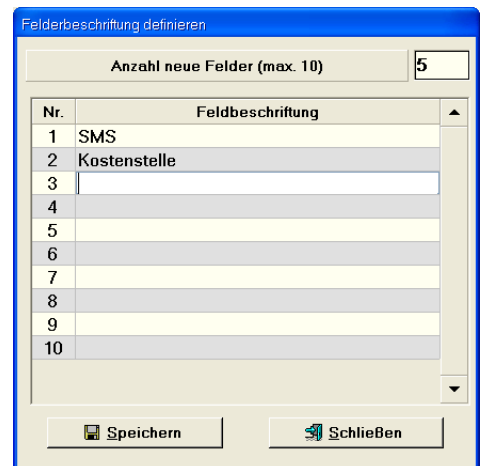 Felderbeschriftung definieren
Anzahl neue Felder (max. 10) 5
Nr. Feldbeschriftung
1 SMS
2 Kostenstelle
3
4
5
6
7
8
9
10
Speichern Schließen